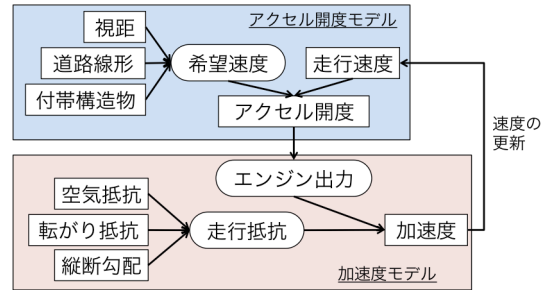 アクセル開度モデル
視距
道路線形
付帯構造物
希望速度
走行速度
アクセル開度
速度の
更新
エンジン出力
空気抵抗
転がり抵抗
縦断勾配
走行抵抗
加速度
加速度モデル